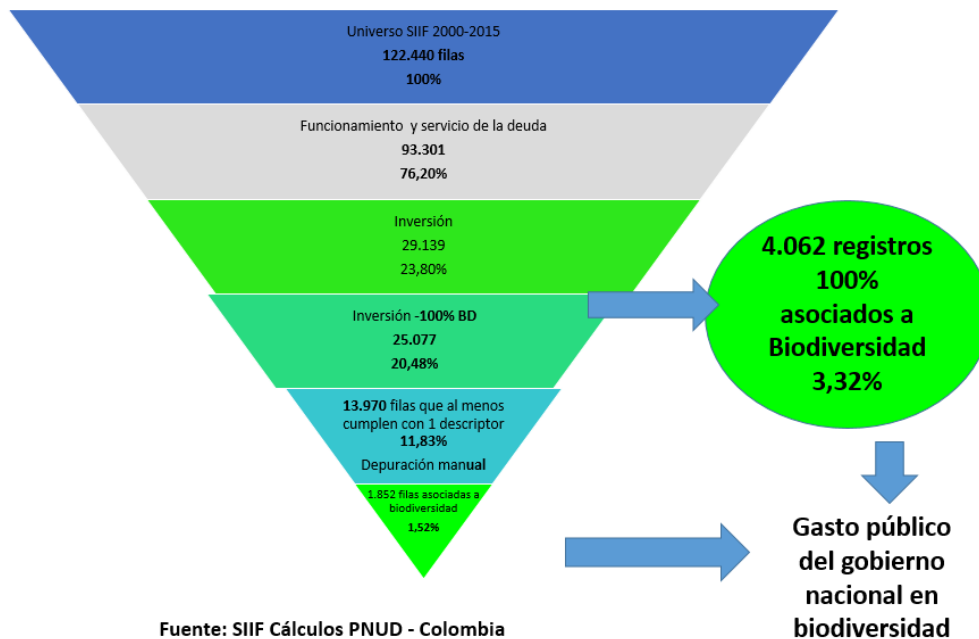 Universo SIIF 2000-2015
122.440 filas
100%
Funcionamiento y servicio de la deuda
93.301
76,20%
Inversión
29.139
23,80%
Inversión -100% BD
25.077
20,48%
13.970 filas que al menos
cumplen con 1 descriptor
11,83%
Depuración manual
1.852 filas asociadas a
biodiversidad
1,52%
4.062 registros
100%
asociados a
Biodiversidad
3,32%
Gasto público
del gobierno
nacional en
biodiversidad
Fuente: SIIF Cálculos PNUD - Colombia